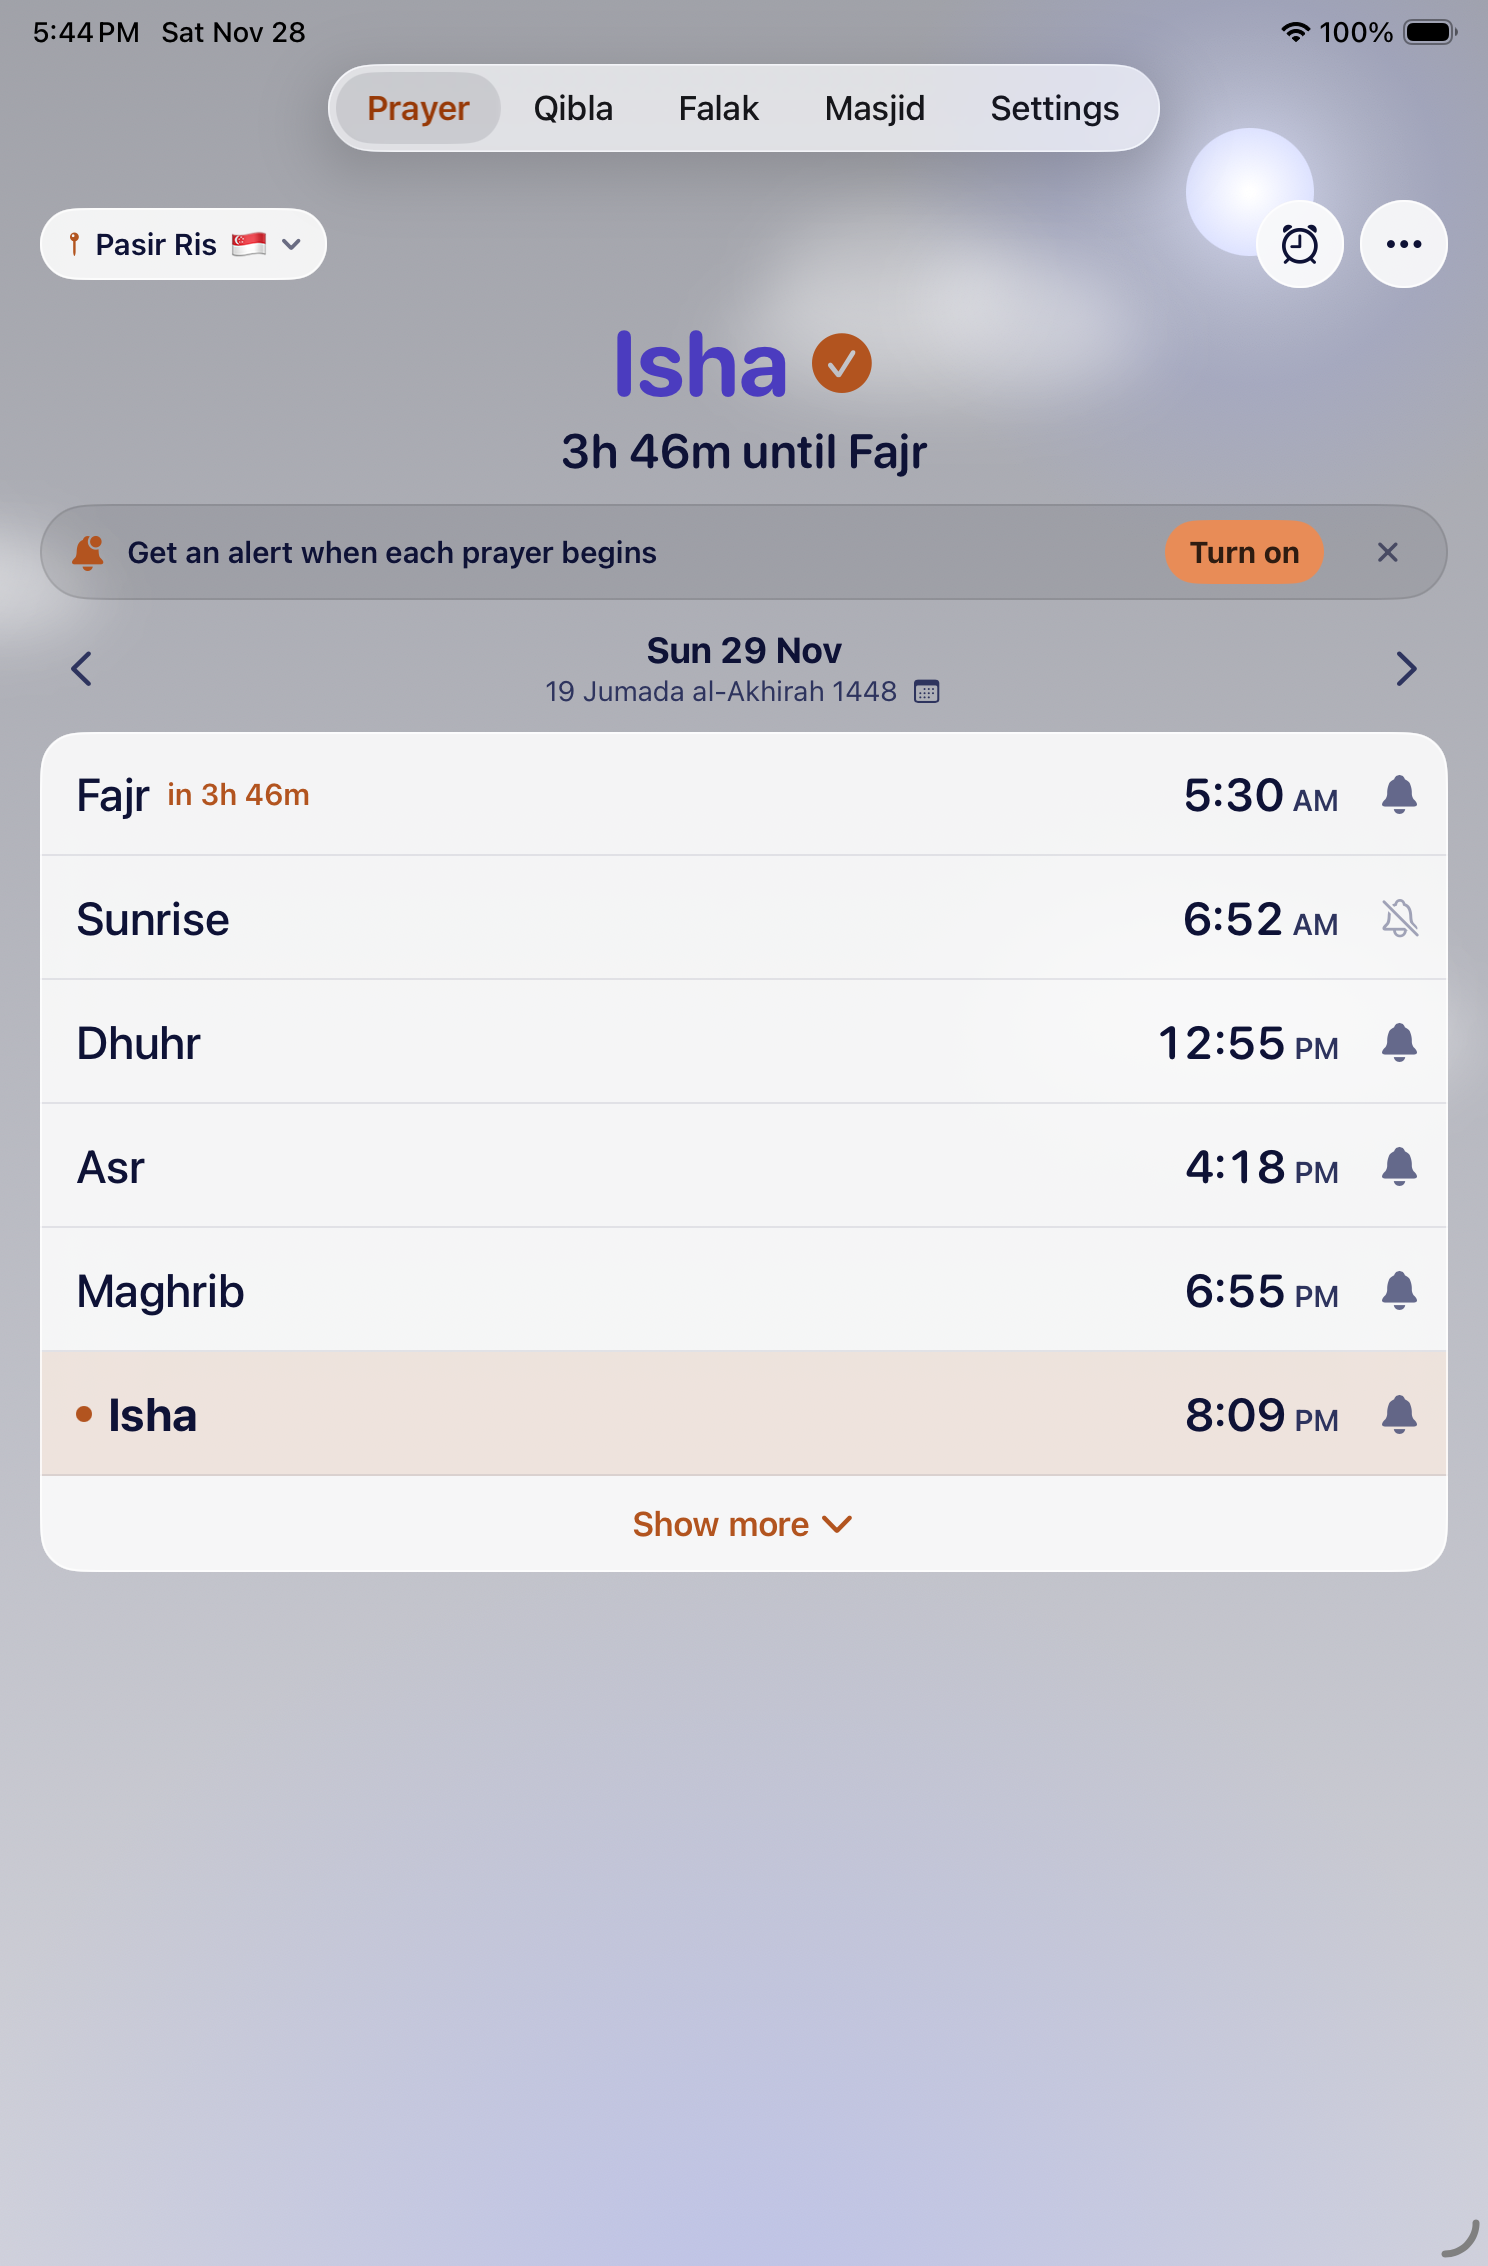 5:44 PM Sat Nov 28 100%
Prayer Qibla Falak Masjid Settings
Pasir Ris 🇸🇬
Isha
3h 46m until Fajr
Get an alert when each prayer begins Turn on
Sun 29 Nov
19 Jumada al-Akhirah 1448
Fajr in 3h 46m 5:30 AM
Sunrise 6:52 AM
Dhuhr 12:55 PM
Asr 4:18 PM
Maghrib 6:55 PM
Isha 8:09 PM
Show more